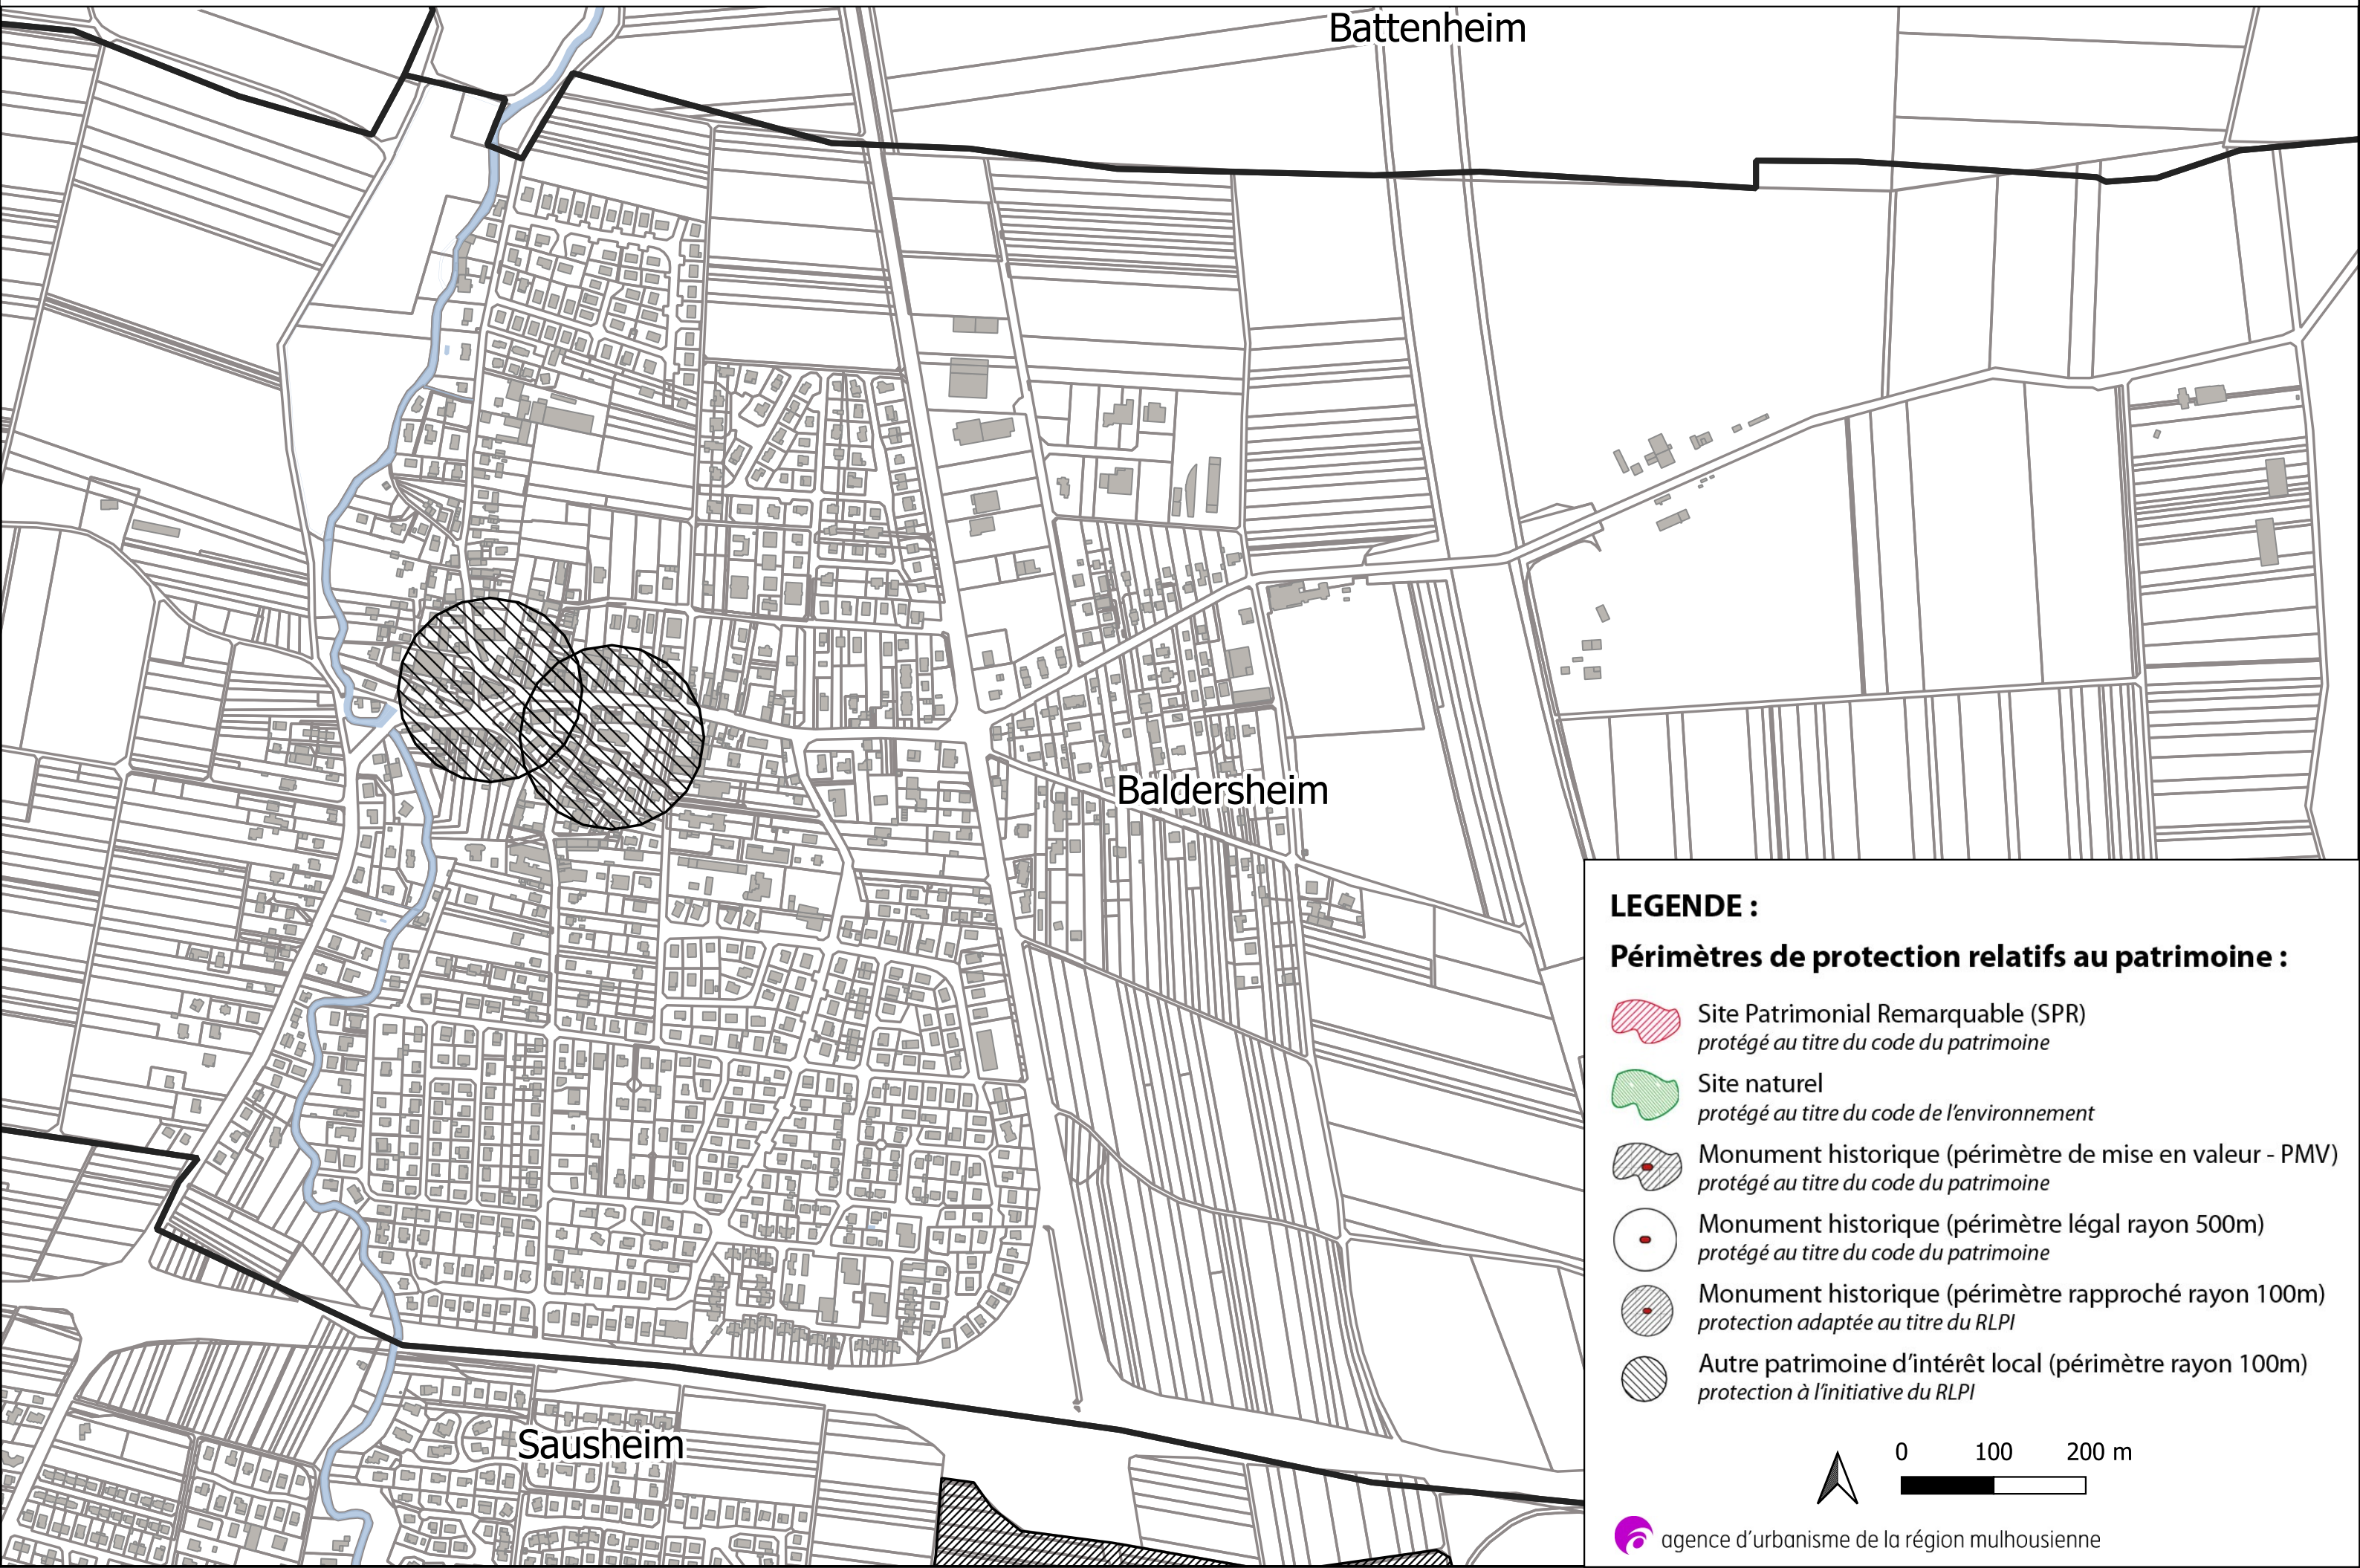 Battenheim
Baldersheim
Sausheim
LEGENDE :
Périmètres de protection relatifs au patrimoine :
Site Patrimonial Remarquable (SPR)
protégé au titre du code du patrimoine
Site naturel
protégé au titre du code de l'environnement
Monument historique (périmètre de mise en valeur - PMV)
protégé au titre du code du patrimoine
Monument historique (périmètre légal rayon 500m)
protégé au titre du code du patrimoine
Monument historique (périmètre rapproché rayon 100m)
protection adaptée au titre du RLPI
Autre patrimoine d'intérêt local (périmètre rayon 100m)
protection à l'initiative du RLPI
0 100 200 m
agence d'urbanisme de la région mulhousienne